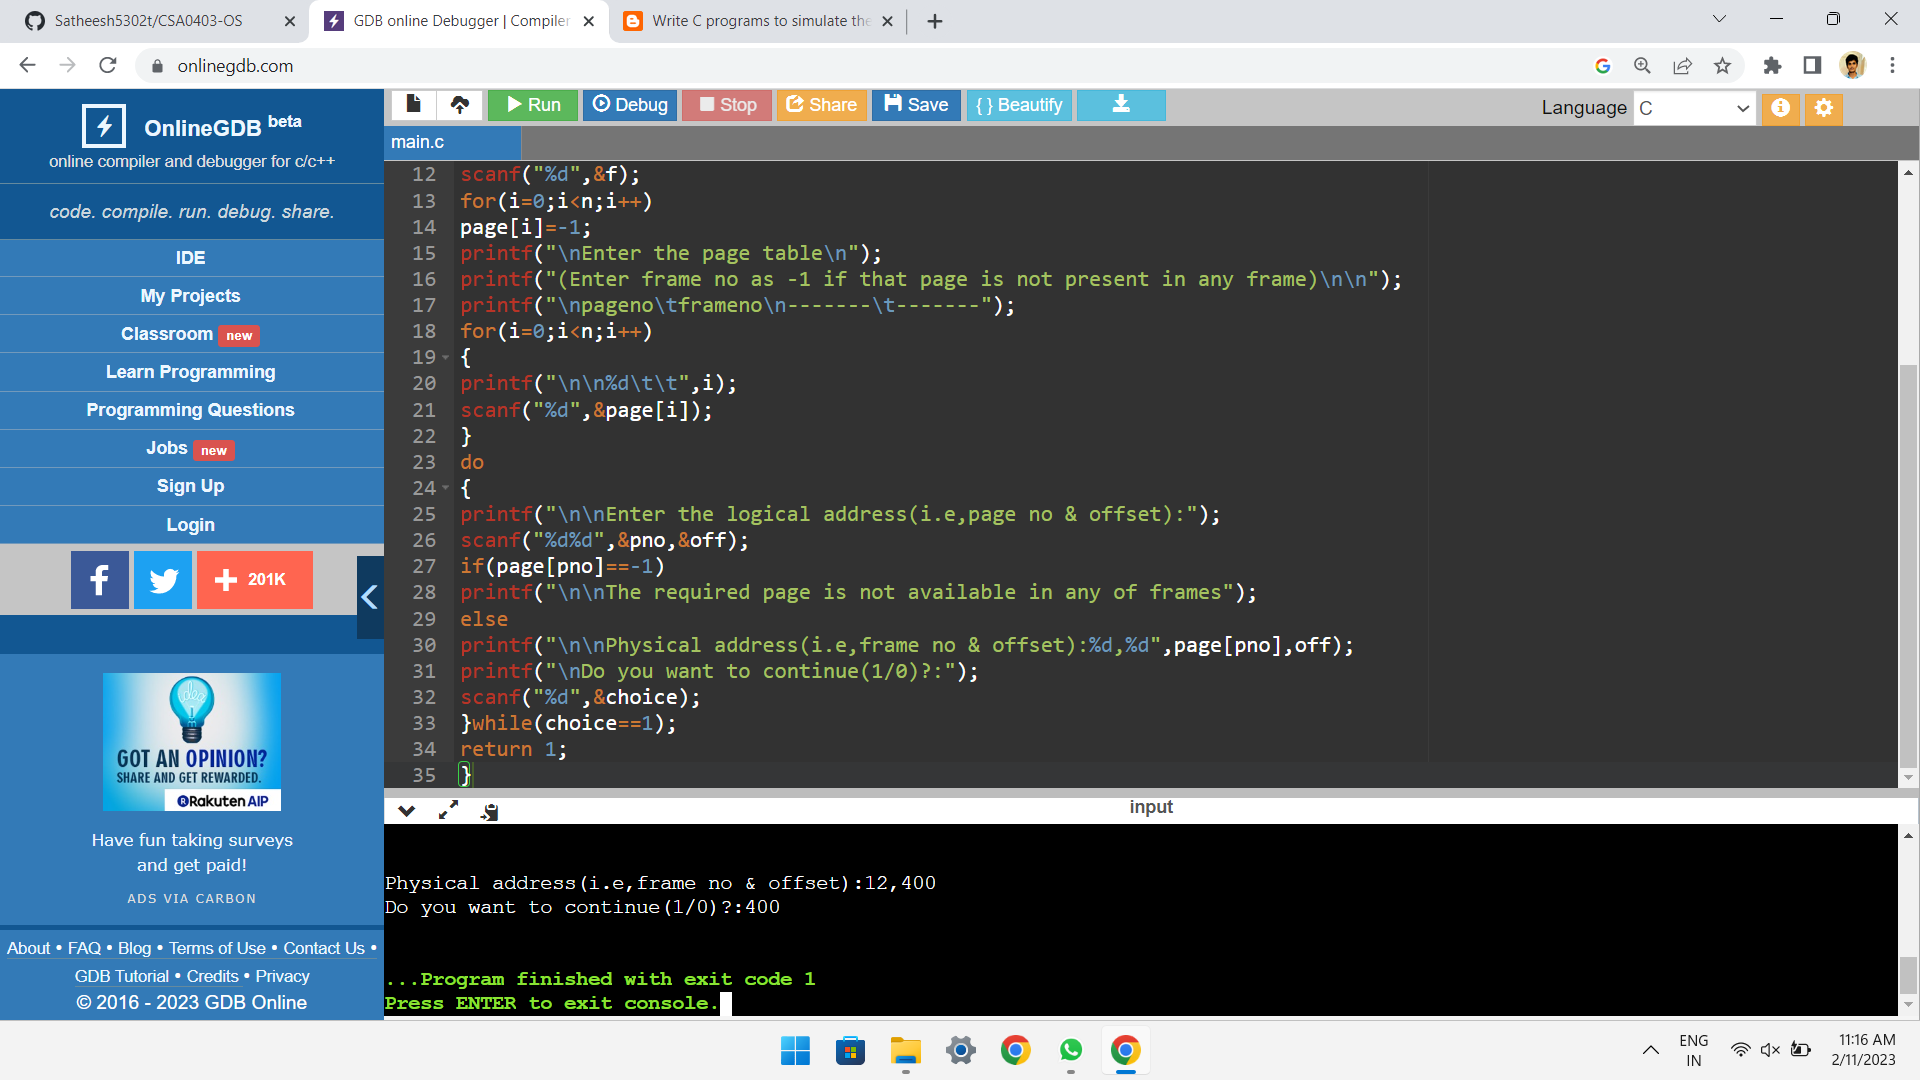 Satheesh5302t/CSA0403-OS
GDB online Debugger | Compiler
Write C programs to simulate the
onlinegdb.com
OnlineGDB beta
online compiler and debugger for c/c++
code. compile. run. debug. share.
IDE
My Projects
Classroom new
Learn Programming
Programming Questions
Jobs new
Sign Up
Login
201K
GOT AN OPINION?
SHARE AND GET REWARDED.
Rakuten AIP
Have fun taking surveys
and get paid!
ADS VIA CARBON
About • FAQ • Blog • Terms of Use • Contact Us •
GDB Tutorial • Credits • Privacy
© 2016 - 2023 GDB Online
Run Debug Stop Share Save { } Beautify
Language C
main.c
12 scanf("%d",&f);
13 for(i=0;i<n;i++)
14 page[i]=-1;
15 printf("\nEnter the page table\n");
16 printf("(Enter frame no as -1 if that page is not present in any frame)\n\n");
17 printf("\npageno\tframeno\n-------\t-------");
18 for(i=0;i<n;i++)
19 {
20 printf("\n\n%d\t\t",i);
21 scanf("%d",&page[i]);
22 }
23 do
24 {
25 printf("\n\nEnter the logical address(i.e,page no & offset):");
26 scanf("%d%d",&pno,&off);
27 if(page[pno]==-1)
28 printf("\n\nThe required page is not available in any of frames");
29 else
30 printf("\n\nPhysical address(i.e,frame no & offset):%d,%d",page[pno],off);
31 printf("\nDo you want to continue(1/0)?:");
32 scanf("%d",&choice);
33 }while(choice==1);
34 return 1;
35 }
input
Physical address(i.e,frame no & offset):12,400
Do you want to continue(1/0)?:400
...Program finished with exit code 1
Press ENTER to exit console.
ENG
IN
11:16 AM
2/11/2023